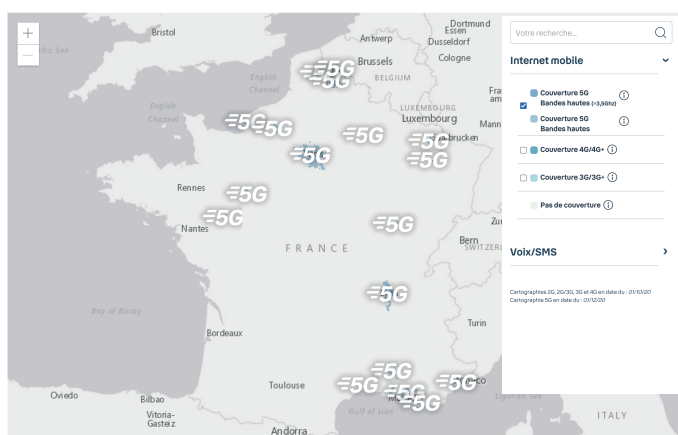 +
Bristol
Antwerp
Dortmund
Essen
Dusseldorf
Cologne
Brussels
BELGIUM
5G
5G
English
Channel
English
Channel
LUXEMBOURG
Luxembourg
5G
5G
5G
5G
5G
5G
Rennes
5G
5G
Nantes
5G
Bern
FRANCE
5G
Turin
Bay of Biscay
Bordeaux
Toulouse
5G
5G
5G
5G
5G
Gulf of Lion
Oviedo
Bilbao
Vitoria-
Gasteiz
Andorra
ITALY
Votre recherche...
Internet mobile
Couverture 5G
Bandes hautes (>3,5Ghz)
Couverture 5G
Bandes hautes
Couverture 4G/4G+
Couverture 3G/3G+
Pas de couverture
Voix/SMS
Cartographies 2G, 2G/3G, 3G et 4G en date du : 01/10/20
Cartographie 5G en date du : 01/12/20